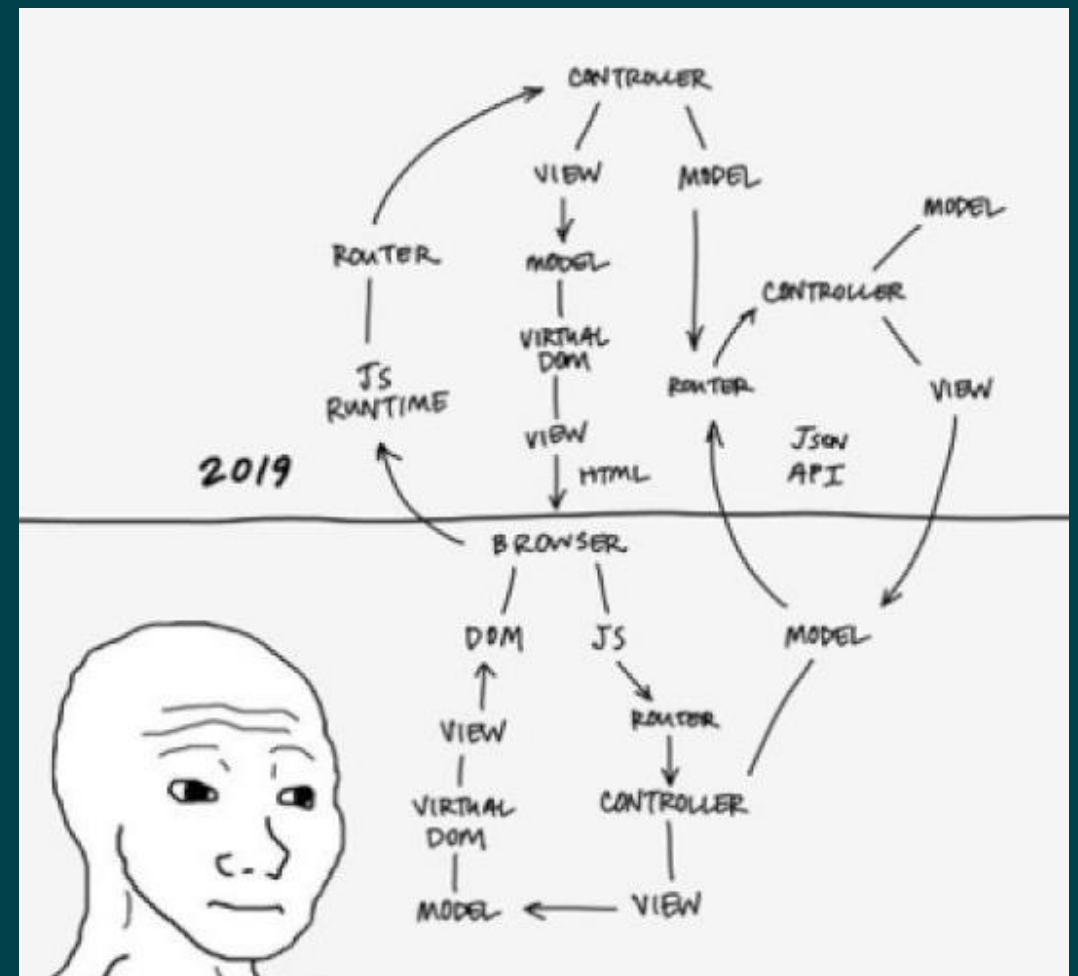 CONTROLLER
VIEW MODEL
MODEL
ROUTER MODEL
CONTROLLER
VIRTUAL
DOM
JS
RUNTIME
ROUTER VIEW
VIEW
JSON
API
2019
HTML
BROWSER
DOM JS MODEL
VIEW ROUTER
VIRTUAL
DOM
CONTROLLER
MODEL VIEW